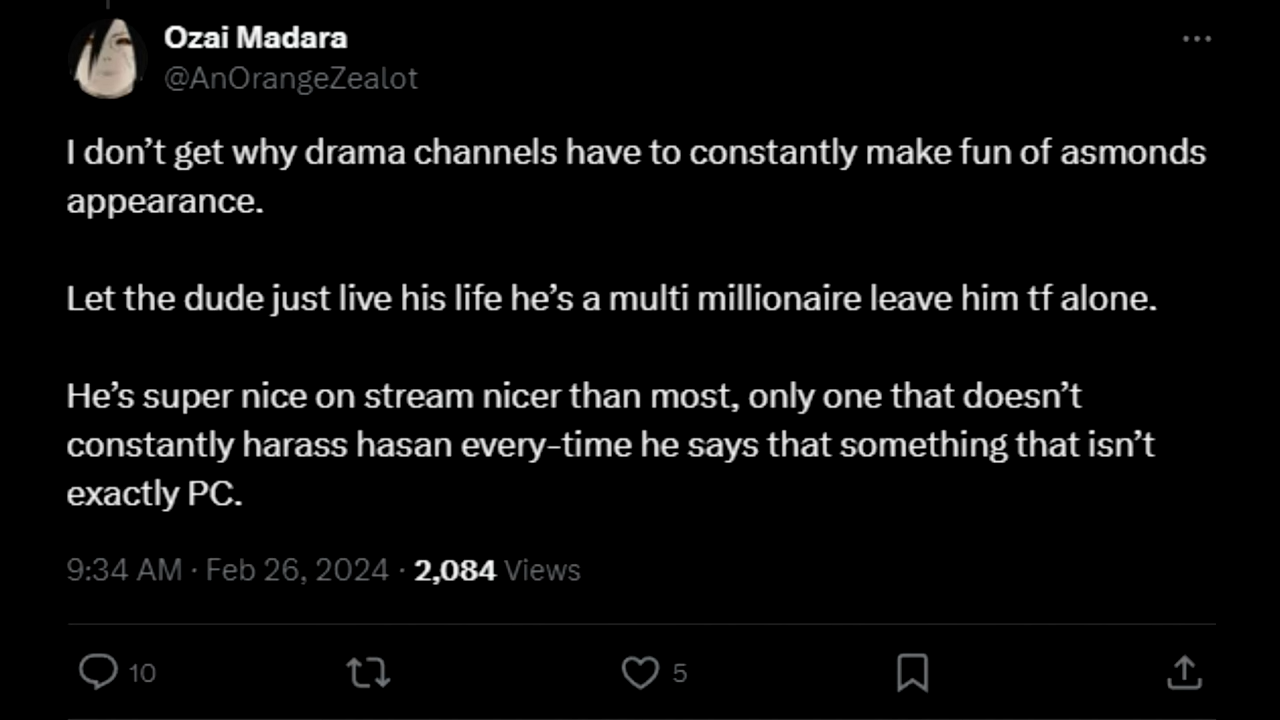 Ozai Madara
@AnOrangeZealot
I don’t get why drama channels have to constantly make fun of asmonds
appearance.
Let the dude just live his life he’s a multi millionaire leave him tf alone.
He’s super nice on stream nicer than most, only one that doesn’t
constantly harass hasan every-time he says that something that isn’t
exactly PC.
9:34 AM · Feb 26, 2024 · 2,084 Views
10 5